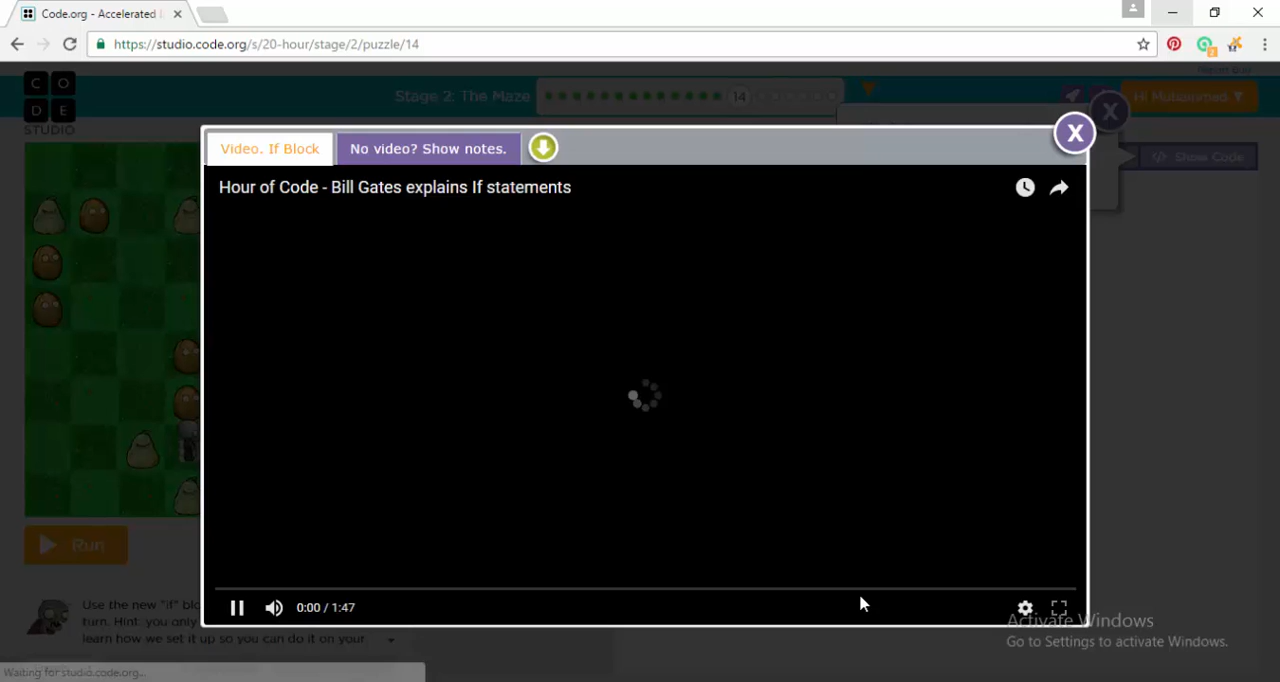 Code.org - Accelerated
https://studio.code.org/s/20-hour/stage/2/puzzle/14
CO
DE
STUDIO
Stage 2: The Maze
14
Hi Muhammad
X
Video. If Block
No video? Show notes.
X
Show Code
Hour of Code - Bill Gates explains If statements
Run
0:00 / 1:47
Use the new "if" blo
turn. Hint: you only
learn how we set it up so you can do it on your
Activate Windows
Go to Settings to activate Windows.
Waiting for studio.code.org...